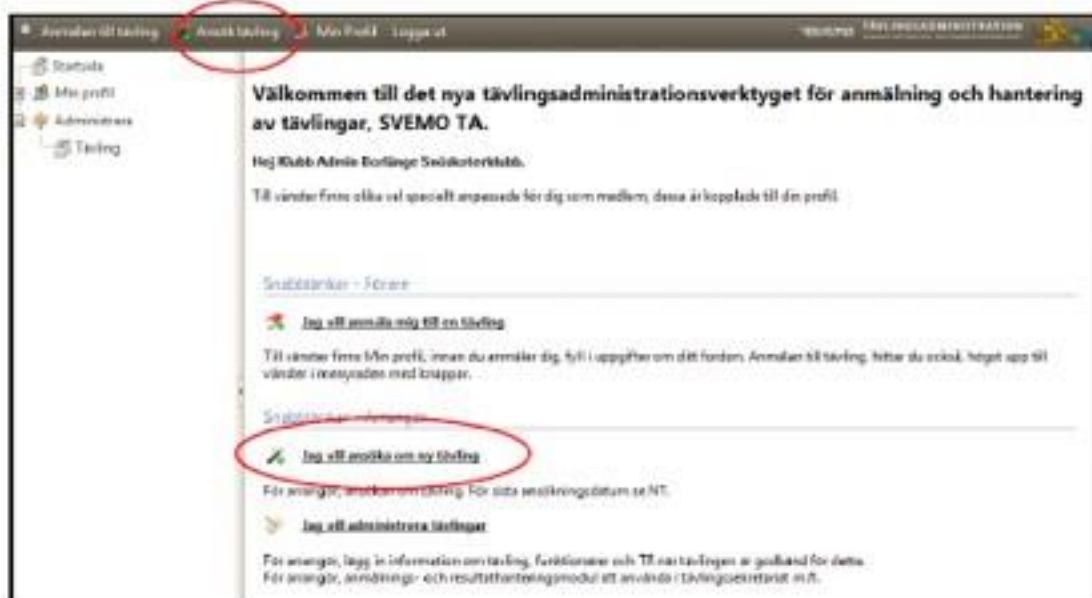 Anmälan till tävling Ansök tävling Min Profil Logga ut TÄVLINGSADMINISTRATION
Startsida
Min profil
Administrera
Tävling
Välkommen till det nya tävlingsadministrationsverktyget för anmälning och hantering
av tävlingar, SVEMO TA.
Hej Klubb Admin Borlänge Snöskoterklubb.
Till vänster finns olika val speciellt anpassade för dig som medlem, dessa är kopplade till din profil.
Snabblänkar - Förare
Jag vill anmäla mig till en tävling
Till vänster finns Min profil, innan du anmäler dig, fyll i uppgifter om ditt fordon. Anmälan till tävling, hittar du också, högst upp till
vänster i menyraden med knappar.
Snabblänkar - Arrangör
Jag vill ansöka om ny tävling
För arrangör, ansökan om tävling. För sista ansökningsdatum se NT.
Jag vill administrera tävlingar
För arrangör, lägg in information om tävling, funktionärer och TR när tävlingen är godkänd för detta.
För arrangör, anmälnings- och resultathanteringsmodul att använda i tävlingssekretariat m.fl.